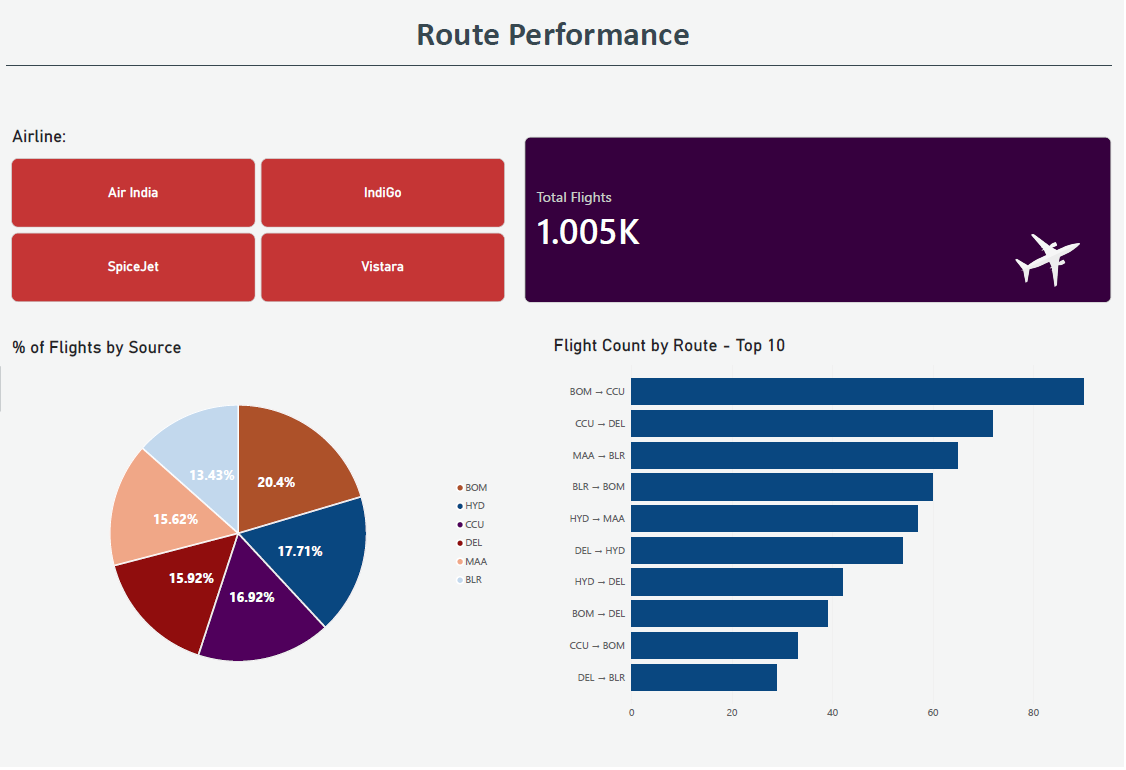 Route Performance
Airline:
Air India
IndiGo
SpiceJet
Vistara
Total Flights
1.005K
% of Flights by Source
20.4%
17.71%
16.92%
15.92%
15.62%
13.43%
BOM
HYD
CCU
DEL
MAA
BLR
Flight Count by Route - Top 10
BOM → CCU
CCU → DEL
MAA → BLR
BLR → BOM
HYD → MAA
DEL → HYD
HYD → DEL
BOM → DEL
CCU → BOM
DEL → BLR
0 20 40 60 80